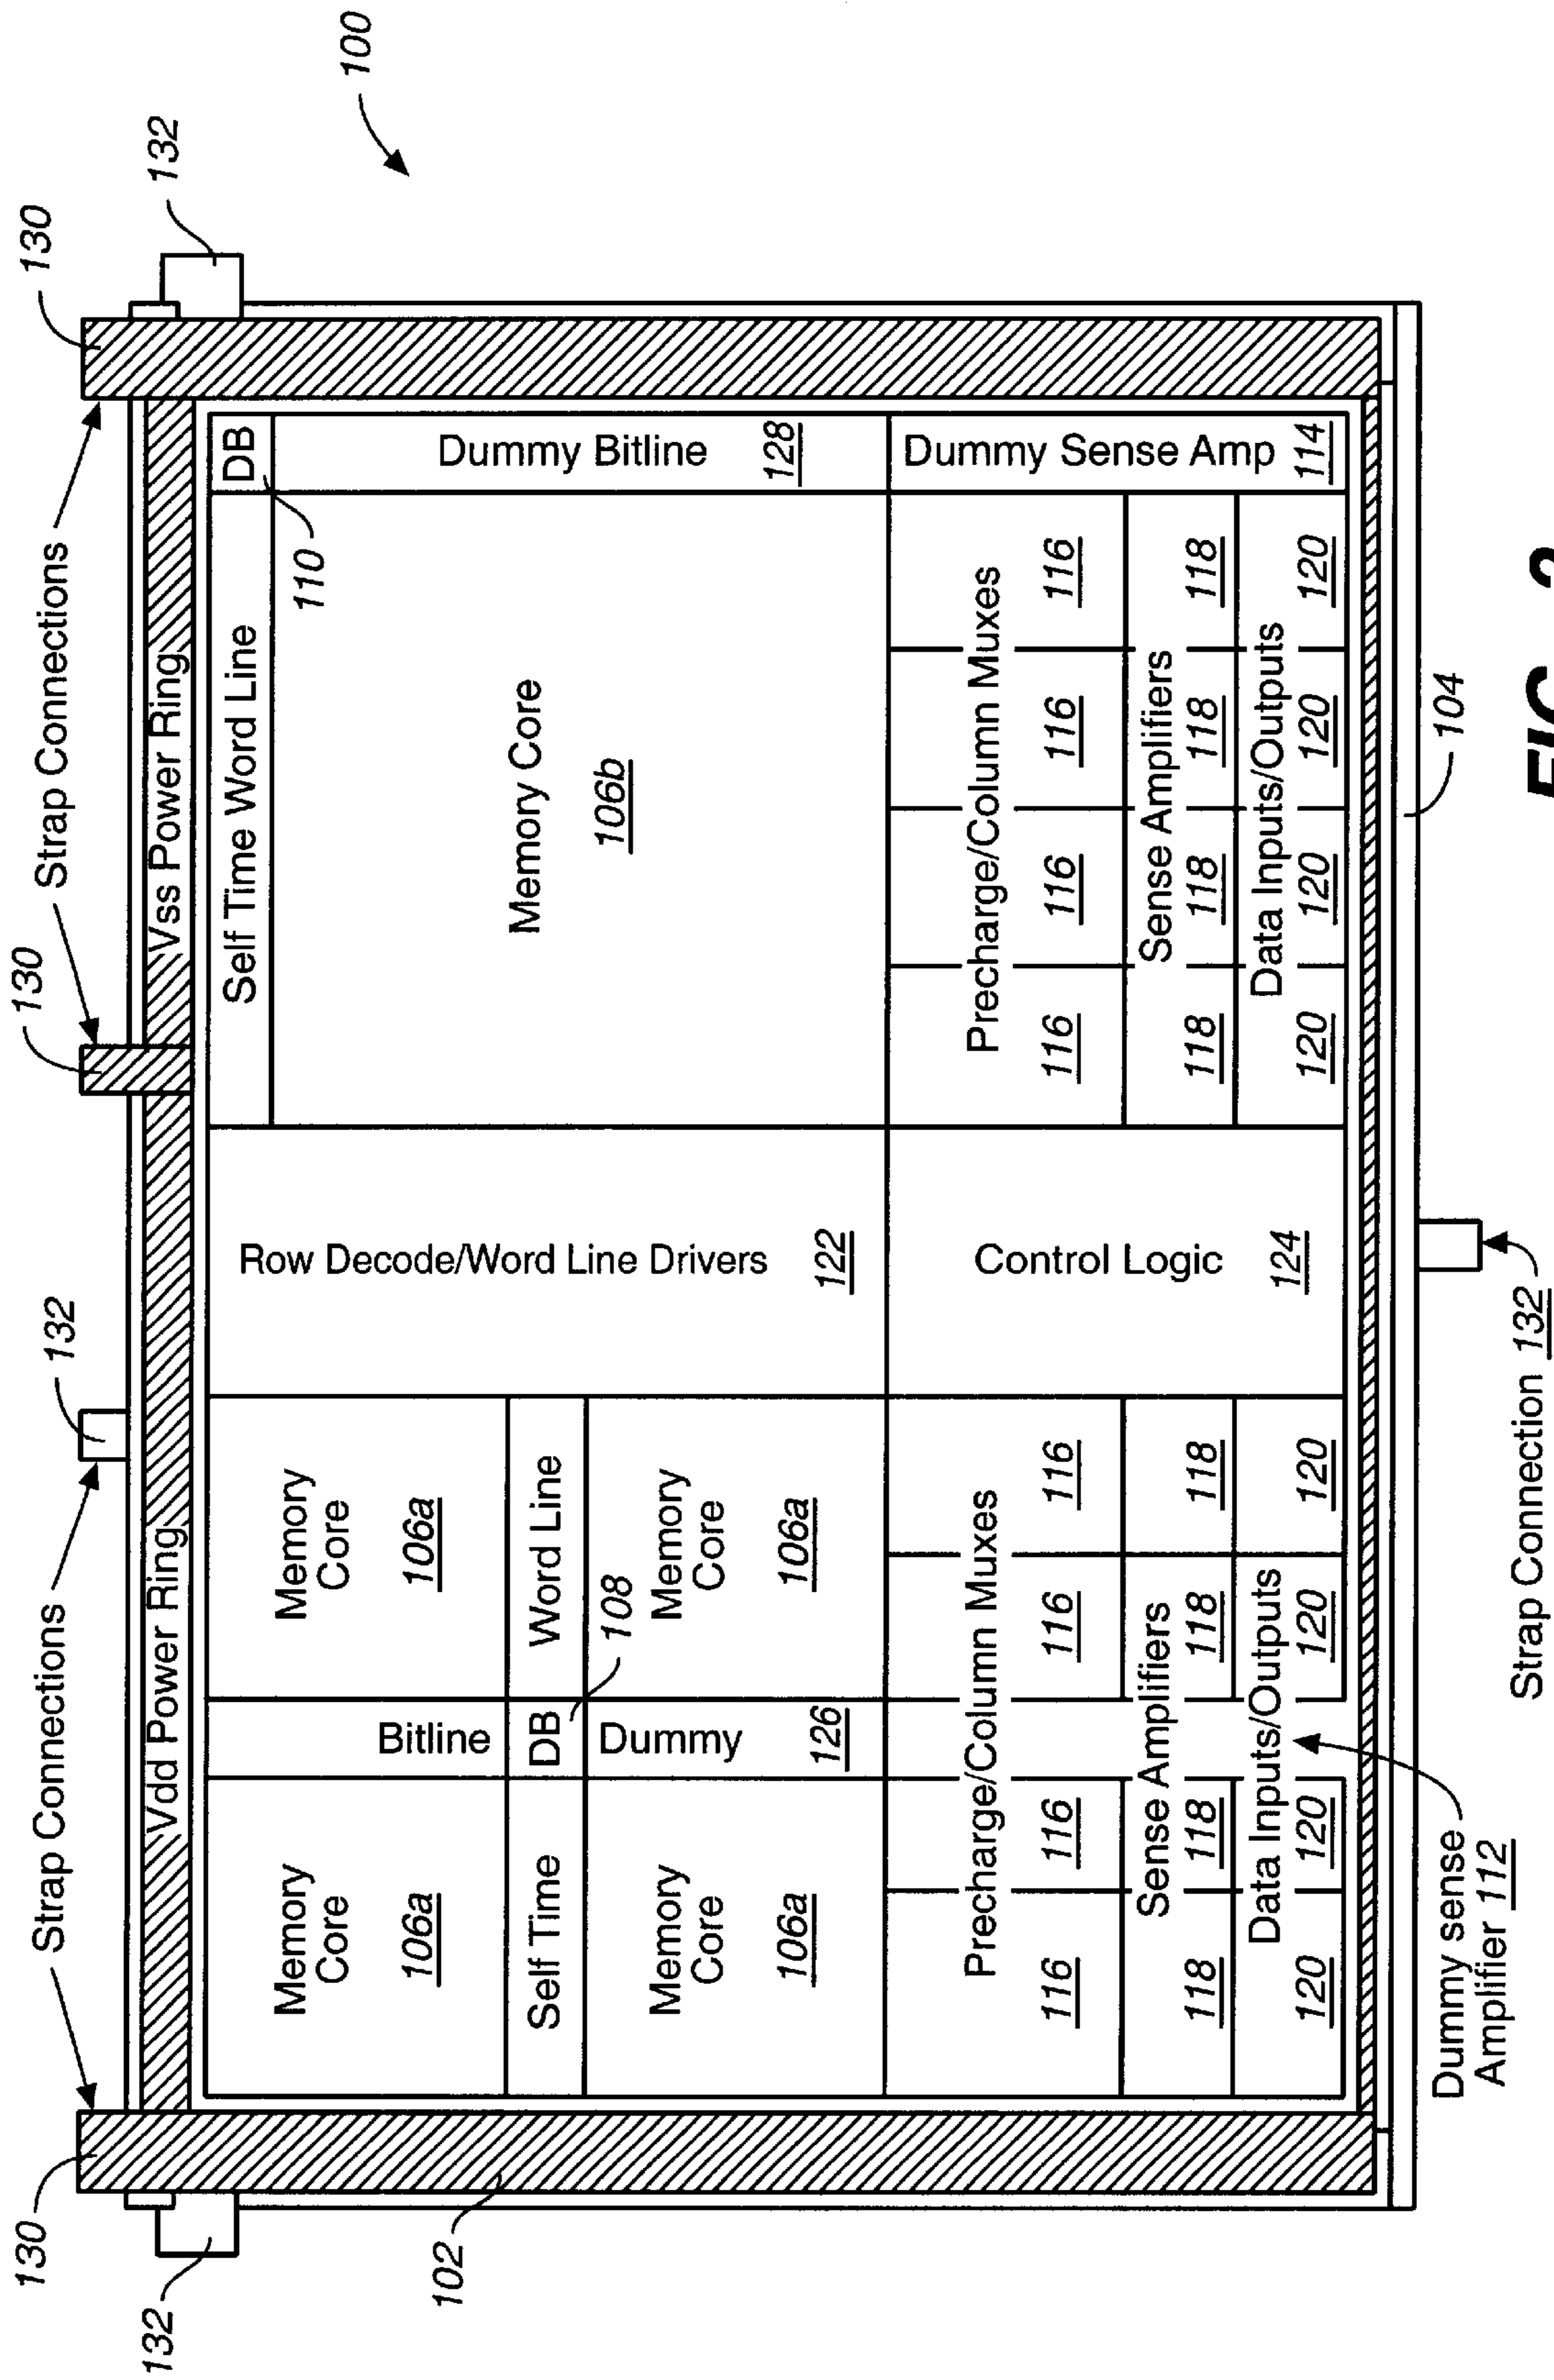 100
130
132
Strap Connections
130
Strap Connections
132
130
132
102
Vdd Power Ring
Vss Power Ring
Self Time Word Line
DB
110
Memory Core
106a
Memory Core
106a
Bitline
Row Decode/Word Line Drivers
122
Memory Core
106b
Dummy Bitline
128
Self Time
DB
Word Line
108
Memory Core
106a
Dummy
126
Memory Core
106a
Precharge/Column Muxes
116 116 116 116
Sense Amplifiers
118 118 118 118
Data Inputs/Outputs
120 120 120 120
Control Logic
124
Precharge/Column Muxes
116 116 116 116
Sense Amplifiers
118 118 118 118
Data Inputs/Outputs
120 120 120 120
Dummy Sense Amp 114
104
Dummy sense
Amplifier 112
Strap Connection 132